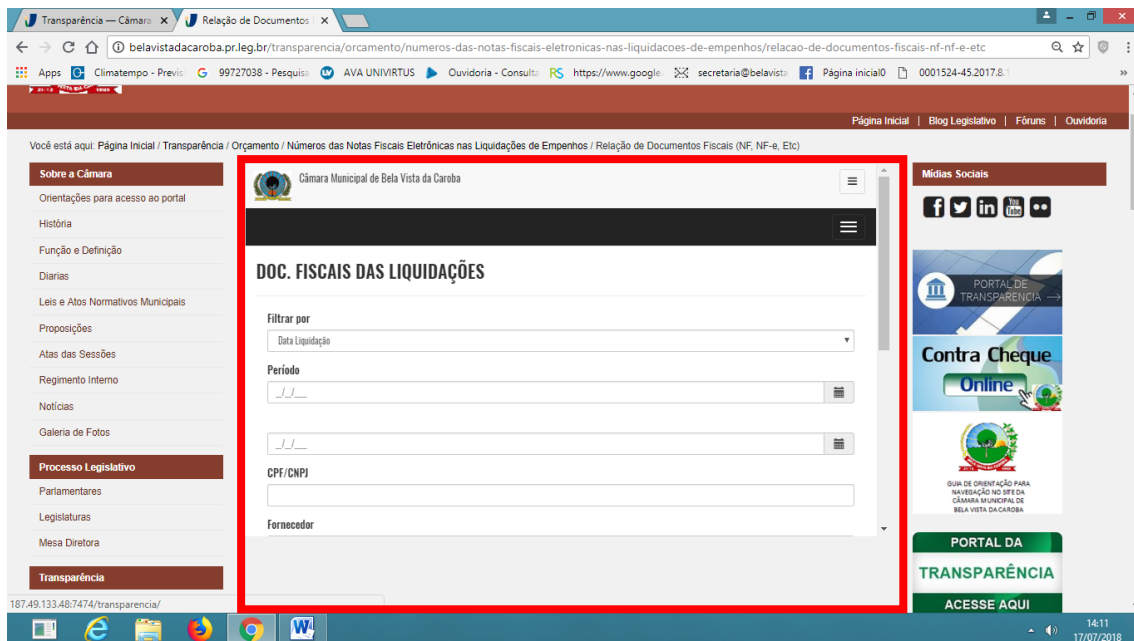 Transparência — Câmara
Relação de Documentos
belavistadacaroba.pr.leg.br/transparencia/orcamento/numeros-das-notas-fiscais-eletronicas-nas-liquidacoes-de-empenhos/relacao-de-documentos-fiscais-nf-nf-e-etc
Apps Climatempo - Previs 99727038 - Pesquis AVA UNIVIRTUS Ouvidoria - Consulta https://www.google secretaria@belavista Página inicial0 0001524-45.2017.8.1 »
Página Inicial | Blog Legislativo | Fóruns | Ouvidoria
Você está aqui: Página Inicial / Transparência / Orçamento / Números das Notas Fiscais Eletrônicas nas Liquidações de Empenhos / Relação de Documentos Fiscais (NF, NF-e, Etc)
Sobre a Câmara
Orientações para acesso ao portal
História
Função e Definição
Diarias
Leis e Atos Normativos Municipais
Proposições
Atas das Sessões
Regimento Interno
Notícias
Galeria de Fotos
Processo Legislativo
Parlamentares
Legislaturas
Mesa Diretora
Transparência
187.49.133.48:7474/transparencia/
Câmara Municipal de Bela Vista da Caroba
DOC. FISCAIS DAS LIQUIDAÇÕES
Filtrar por
Data Liquidação
Período
_/_/__
_/_/__
CPF/CNPJ
Fornecedor
Mídias Sociais
You
Tube
PORTAL DE
TRANSPARÊNCIA
Contra Cheque
Online
GUIA DE ORIENTAÇÃO PARA
NAVEGAÇÃO NO SITE DA
CÂMARA MUNICIPAL DE
BELA VISTA DA CAROBA
PORTAL DA
TRANSPARÊNCIA
ACESSE AQUI
14:11
17/07/2018